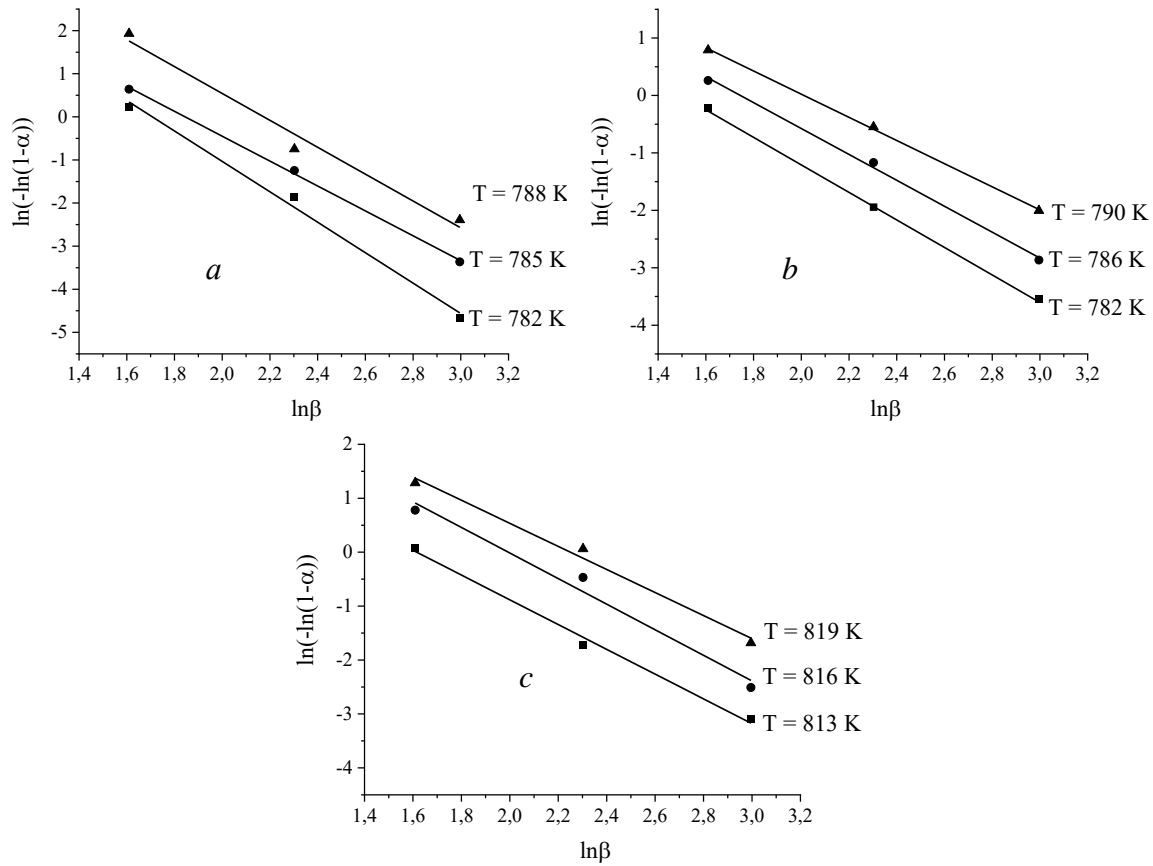 2
1
0
-1
-2
-3
-4
-5
ln(-ln(1-α))
T = 788 K
T = 785 K
T = 782 K
a
1,4 1,6 1,8 2,0 2,2 2,4 2,6 2,8 3,0 3,2
lnβ
1
0
-1
-2
-3
-4
ln(-ln(1-α))
T = 790 K
T = 786 K
T = 782 K
b
1,4 1,6 1,8 2,0 2,2 2,4 2,6 2,8 3,0 3,2
lnβ
2
1
0
-1
-2
-3
-4
ln(-ln(1-α))
T = 819 K
T = 816 K
T = 813 K
c
1,4 1,6 1,8 2,0 2,2 2,4 2,6 2,8 3,0 3,2
lnβ